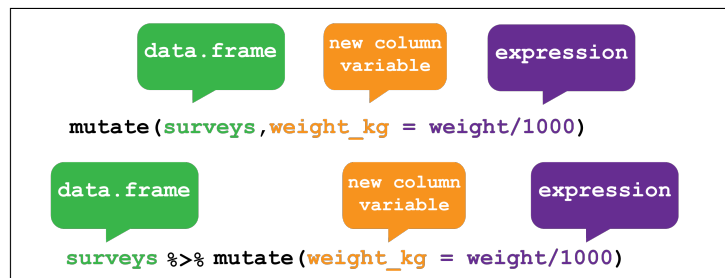 data.frame
new column
variable
expression
mutate(surveys,weight_kg = weight/1000)
data.frame
new column
variable
expression
surveys %>% mutate(weight_kg = weight/1000)